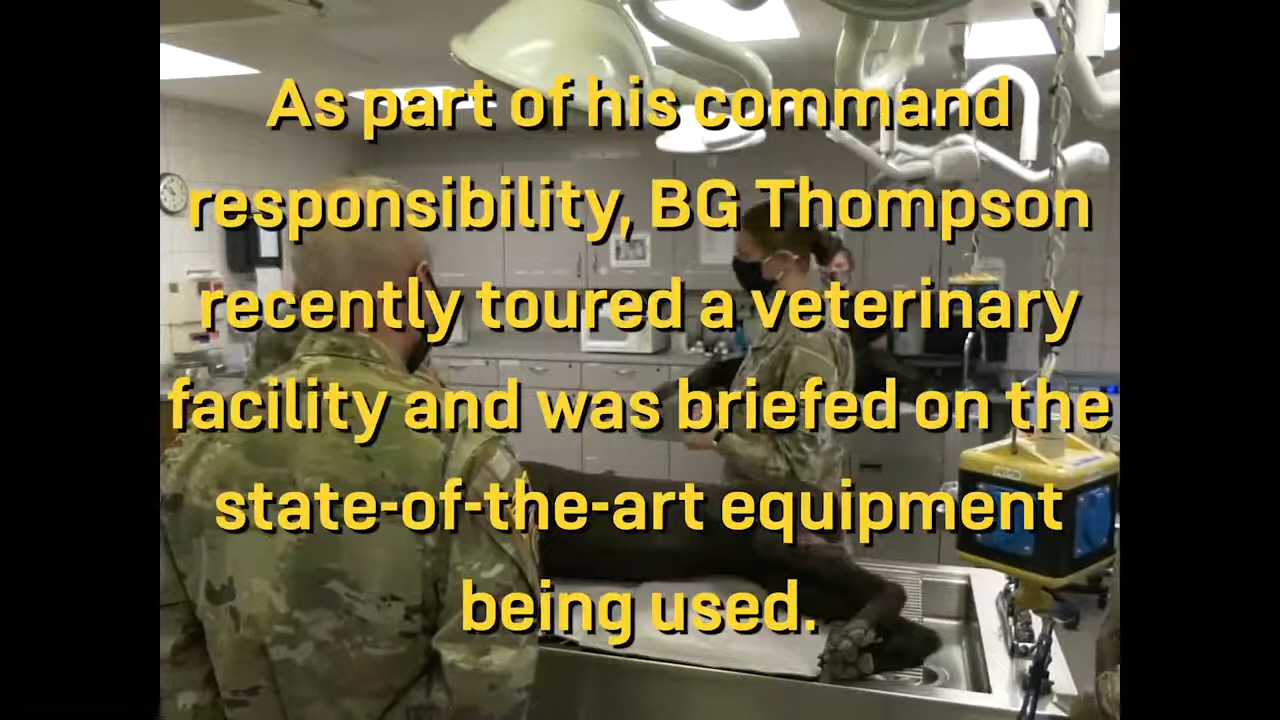 As part of his command
responsibility, BG Thompson
recently toured a veterinary
facility and was briefed on the
state-of-the-art equipment
being used.